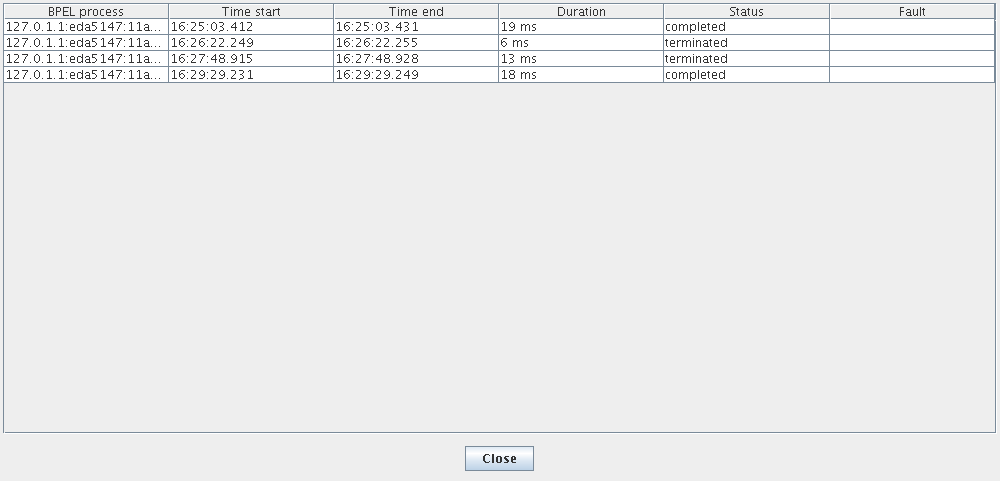 BPEL process Time start Time end Duration Status Fault
127.0.1.1:eda5147:11a... 16:25:03.412 16:25:03.431 19 ms completed
127.0.1.1:eda5147:11a... 16:26:22.249 16:26:22.255 6 ms terminated
127.0.1.1:eda5147:11a... 16:27:48.915 16:27:48.928 13 ms terminated
127.0.1.1:eda5147:11a... 16:29:29.231 16:29:29.249 18 ms completed
Close